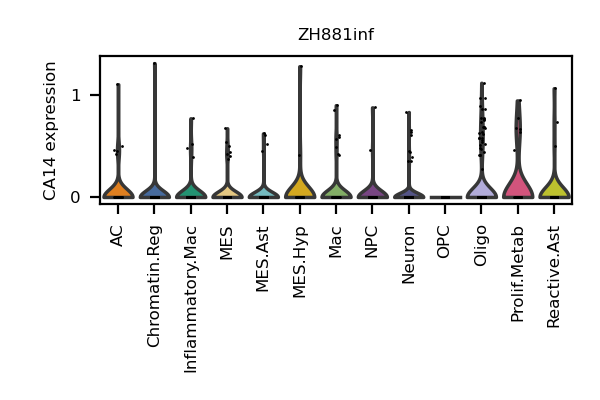 ZH881inf
CA14 expression
1
0
AC
Chromatin.Reg
Inflammatory.Mac
MES
MES.Ast
MES.Hyp
Mac
NPC
Neuron
OPC
Oligo
Prolif.Metab
Reactive.Ast